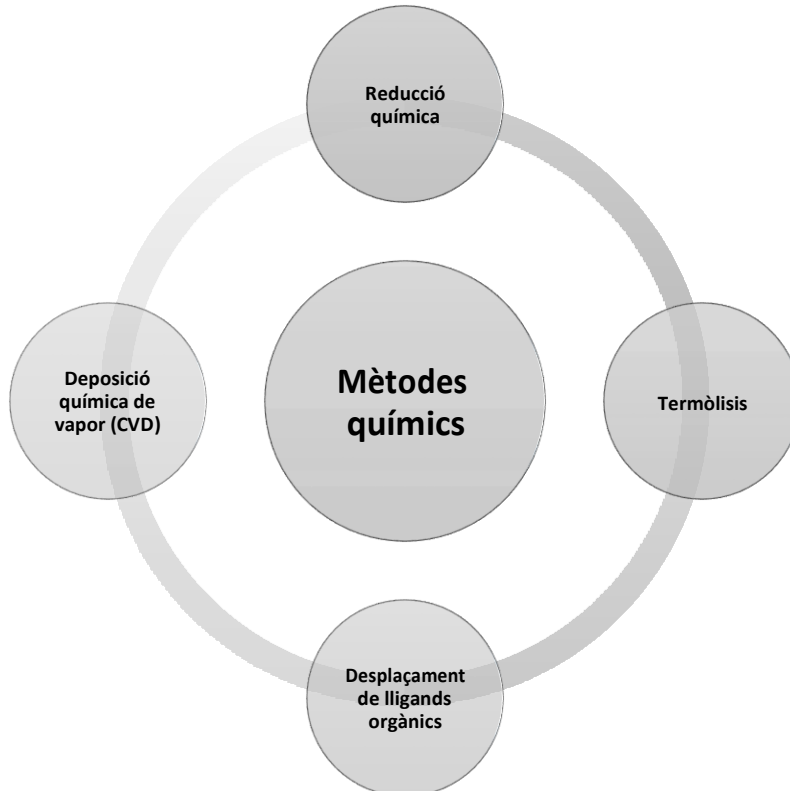 Reducció
química
Deposició
química de
vapor (CVD)
Mètodes
químics
Termòlisis
Desplaçament
de lligands
orgànics